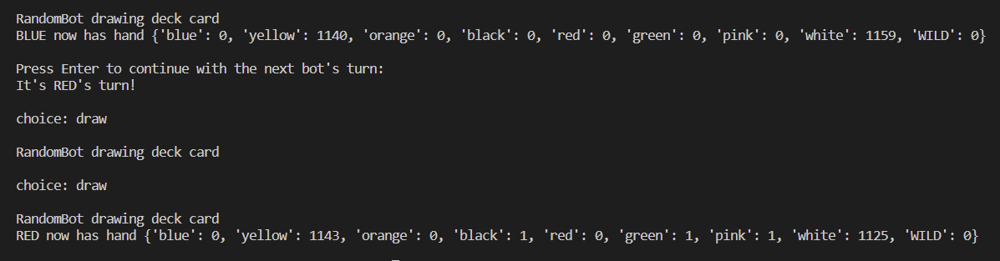 RandomBot drawing deck card
BLUE now has hand {'blue': 0, 'yellow': 1140, 'orange': 0, 'black': 0, 'red': 0, 'green': 0, 'pink': 0, 'white': 1159, 'WILD': 0}
Press Enter to continue with the next bot's turn:
It's RED's turn!
choice: draw
RandomBot drawing deck card
choice: draw
RandomBot drawing deck card
RED now has hand {'blue': 0, 'yellow': 1143, 'orange': 0, 'black': 1, 'red': 0, 'green': 1, 'pink': 1, 'white': 1125, 'WILD': 0}